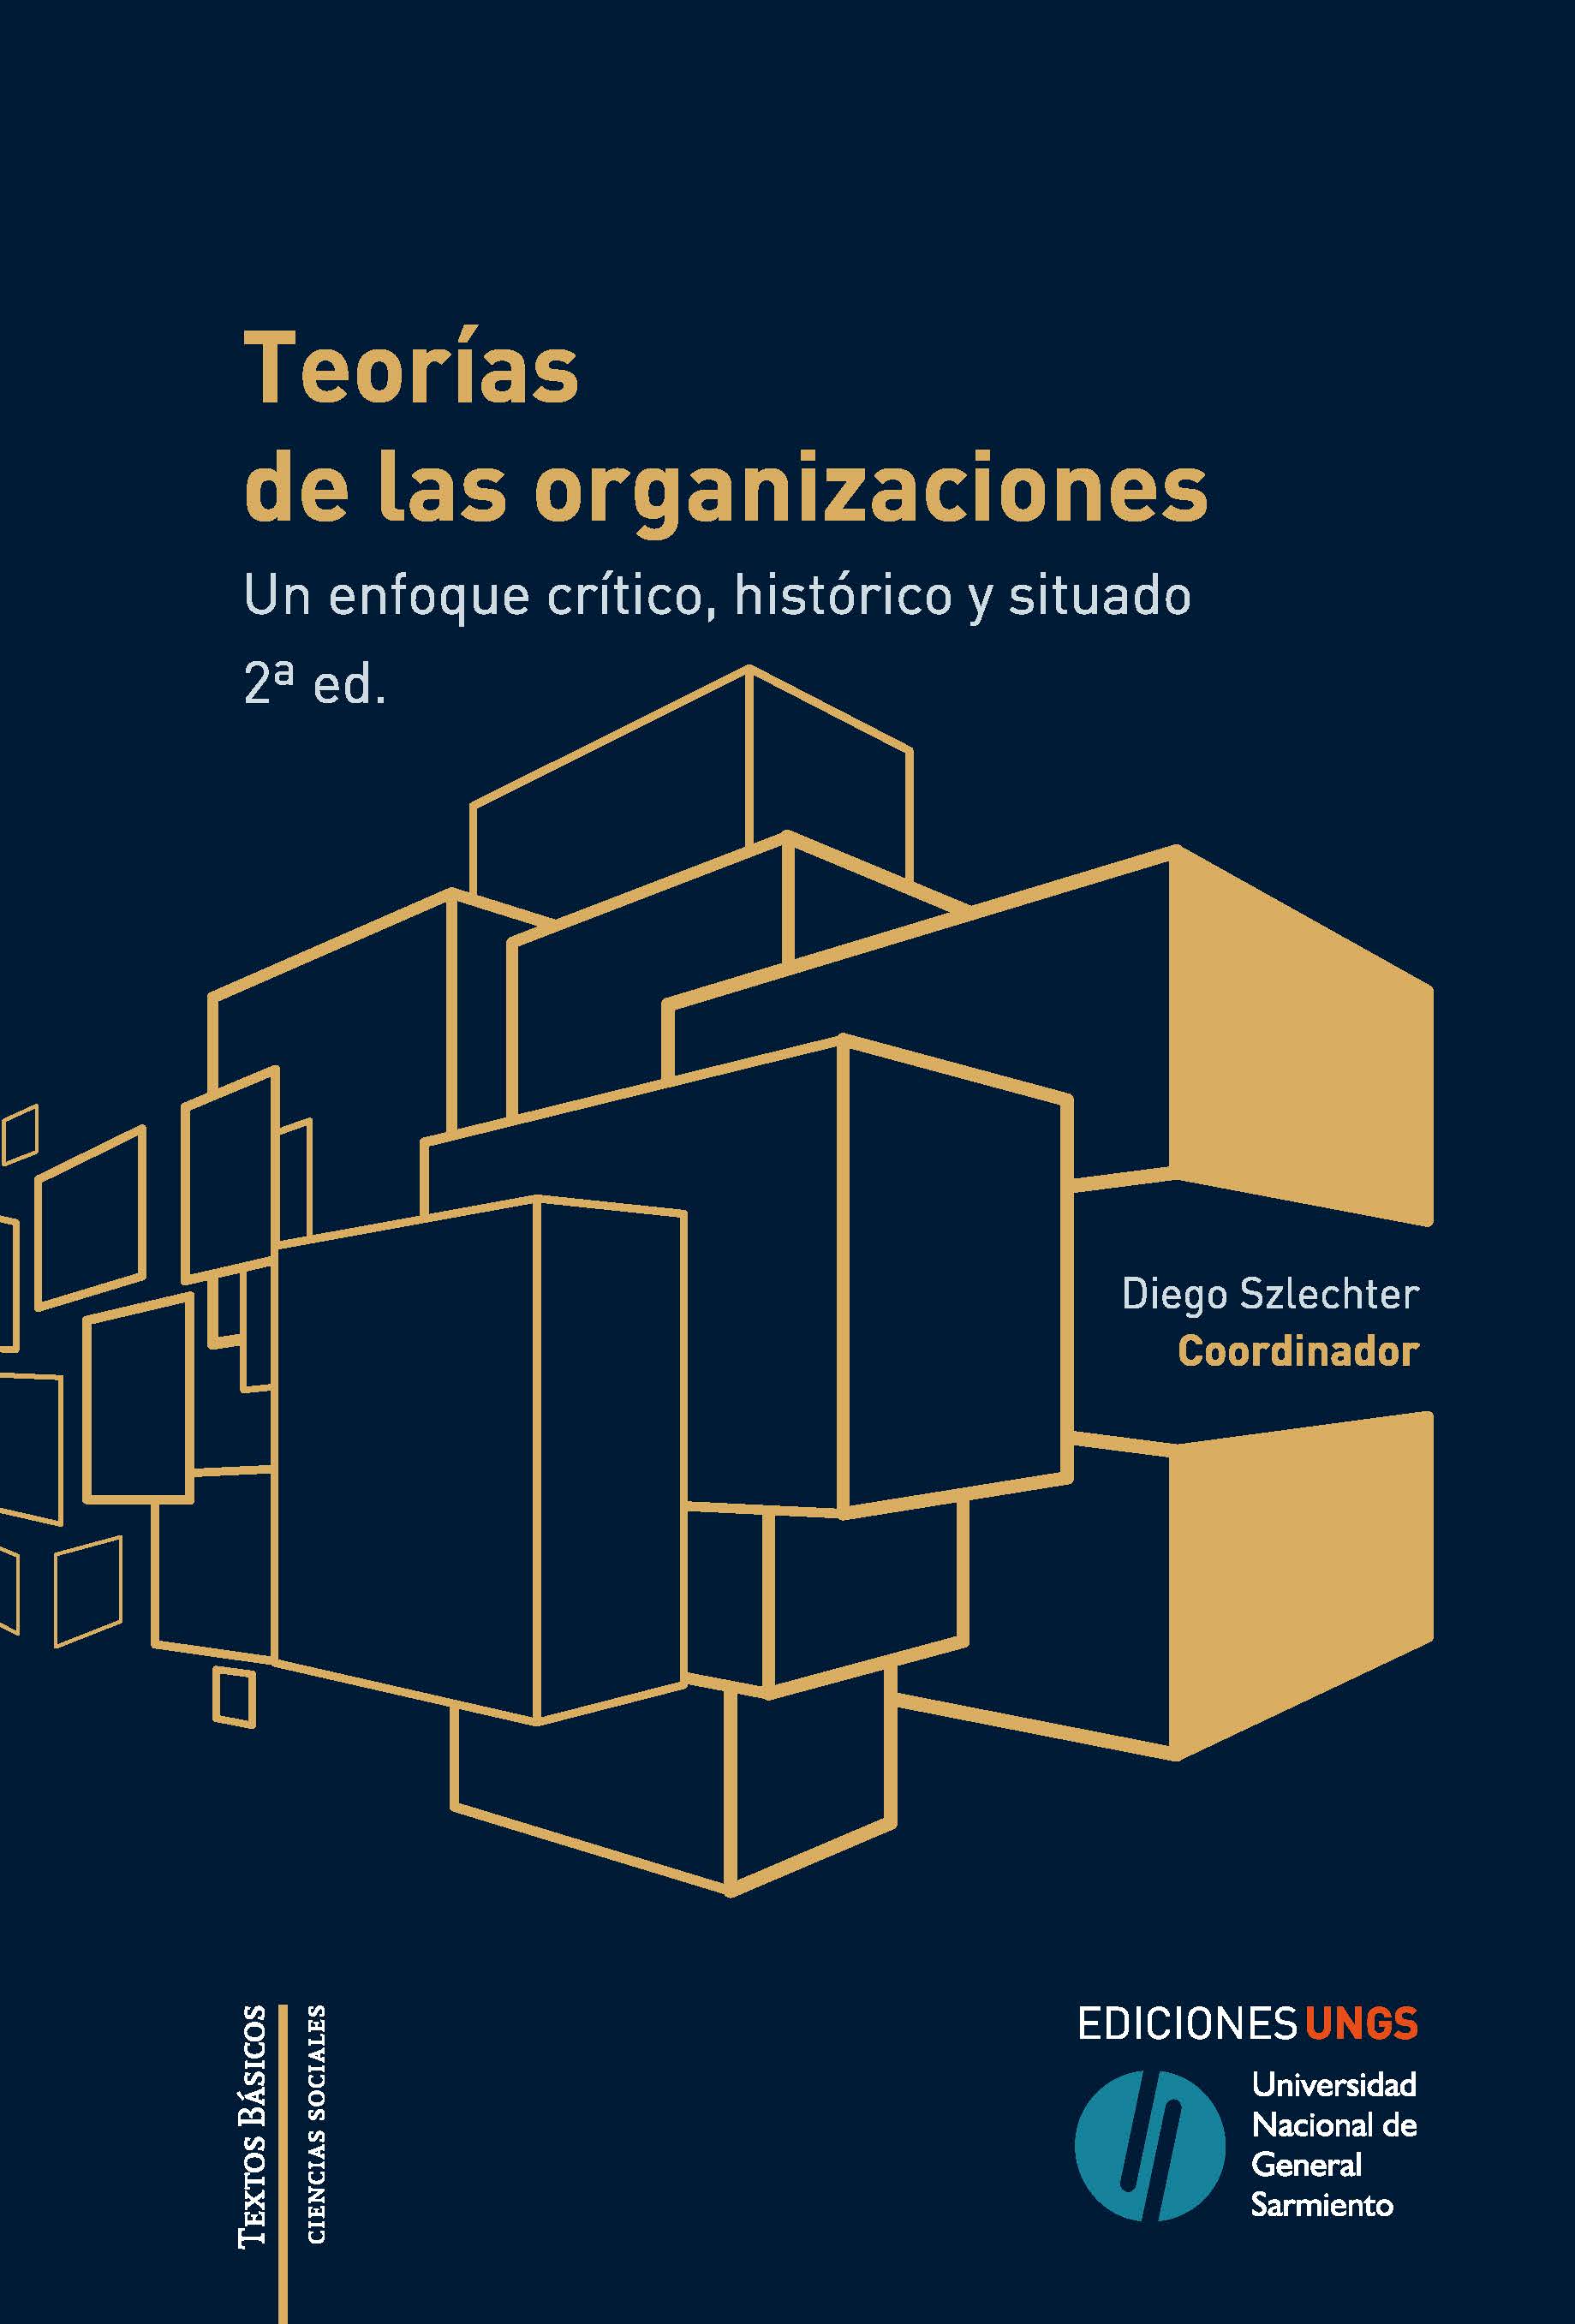 Teorías
de las organizaciones
Un enfoque crítico, histórico y situado
2ª ed.
Diego Szlechter
Coordinador
TEXTOS BÁSICOS
CIENCIAS SOCIALES
EDICIONES UNGS
Universidad
Nacional de
General
Sarmiento